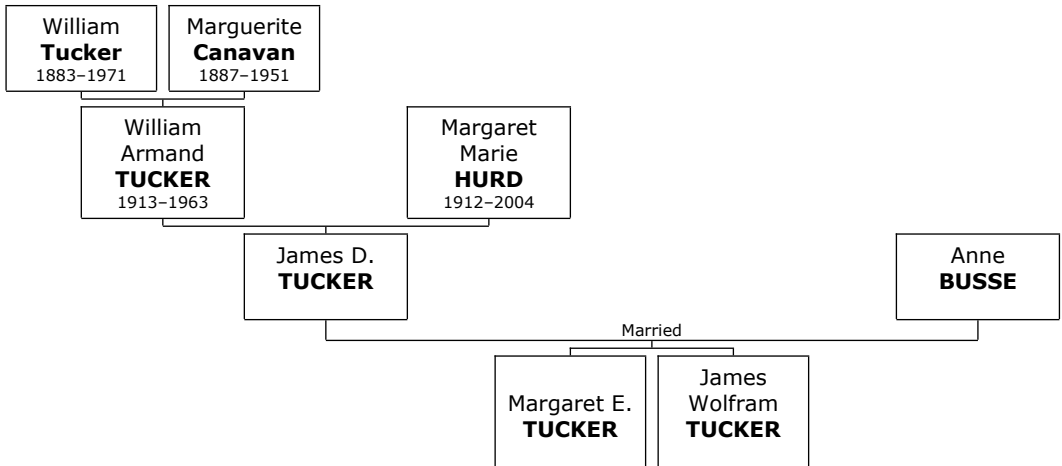 William
Tucker
1883–1971
Marguerite
Canavan
1887–1951
William
Armand
TUCKER
1913–1963
Margaret
Marie
HURD
1912–2004
James D.
TUCKER
Anne
BUSSE
Married
Margaret E.
TUCKER
James
Wolfram
TUCKER